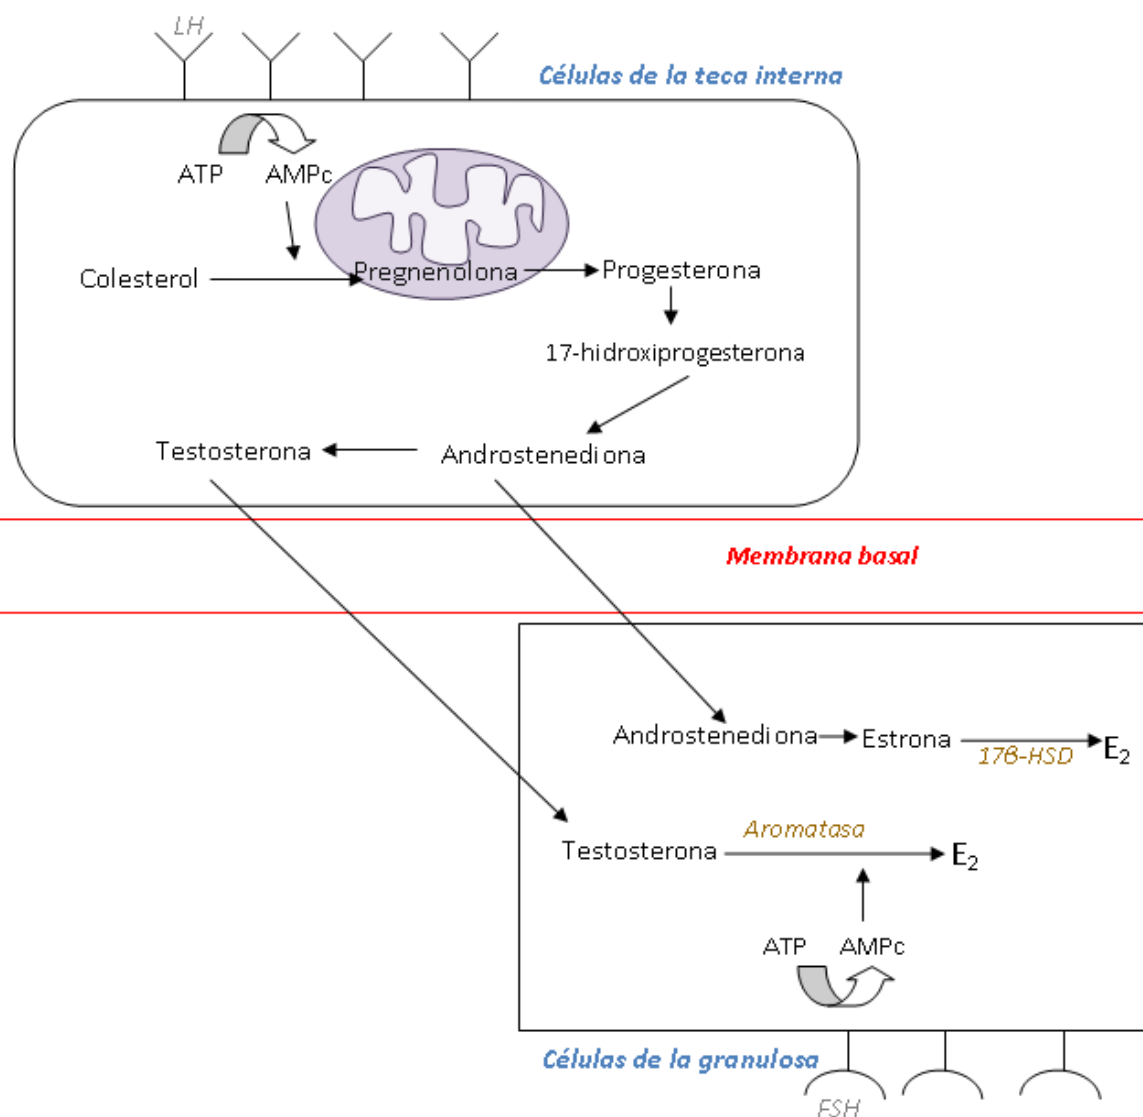 LH
Células de la teca interna
ATP
AMPc
Colesterol
Pregnenolona
Progesterona
17-hidroxiprogesterona
Testosterona
Androstenediona
Membrana basal
Androstenediona
Estrona
17β-HSD
E₂
Testosterona
Aromatasa
E₂
ATP
AMPc
Células de la granulosa
FSH